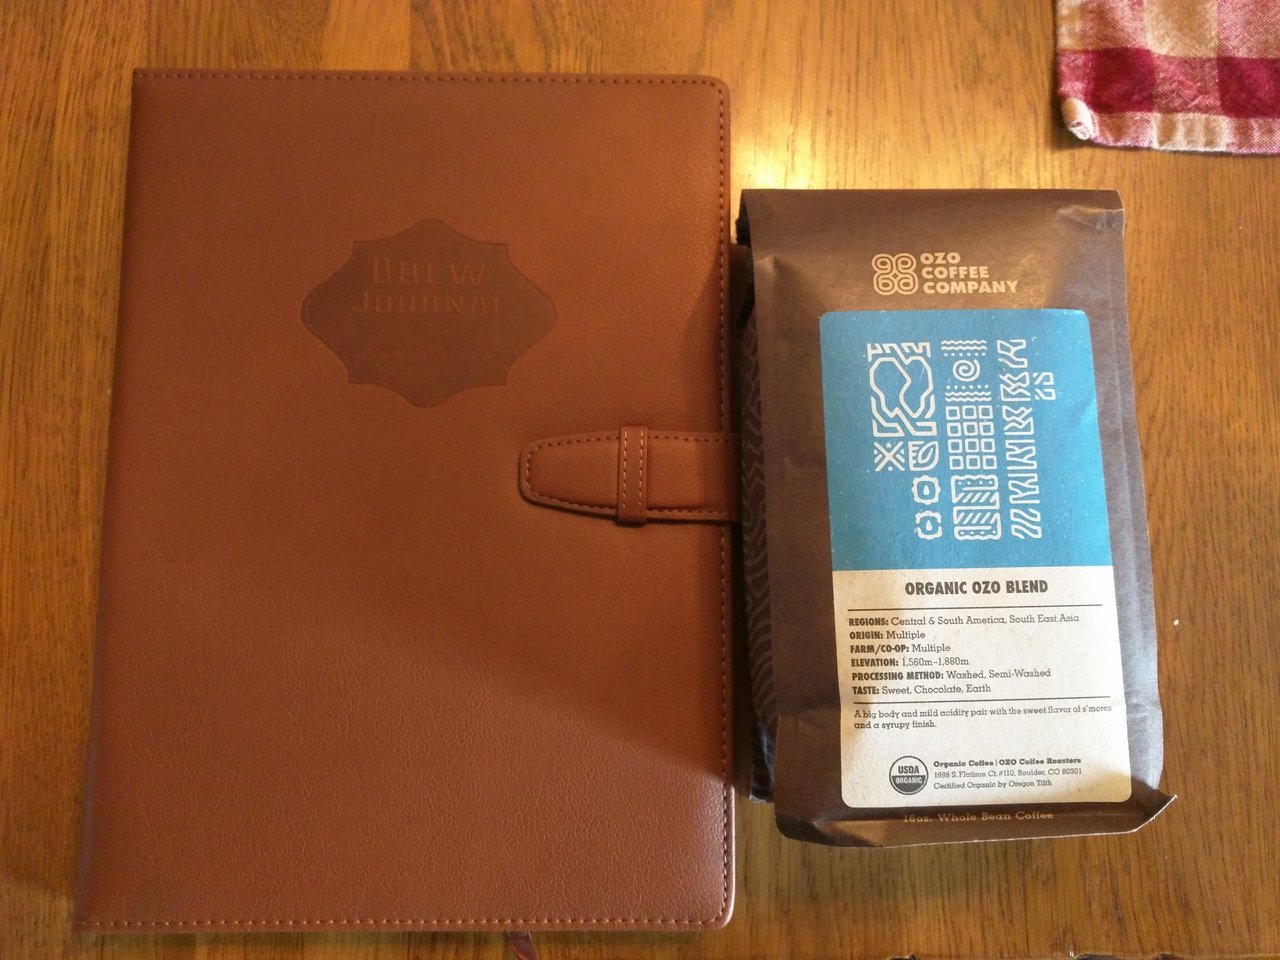 BREW
JOURNAL
OZO
COFFEE
COMPANY
ORGANIC OZO BLEND
REGIONS: Central & South America, South East Asia
ORIGIN: Multiple
FARM/CO-OP: Multiple
ELEVATION: 1,560m-1,880m
PROCESSING METHOD: Washed, Semi-Washed
TASTE: Sweet, Chocolate, Earth
A big body and mild acidity pair with the sweet flavor of s'mores
and a syrupy finish.
USDA
ORGANIC
Organic Coffee | OZO Coffee Roasters
1898 S. Flatiron Ct. #110, Boulder, CO 80301
Certified Organic by Oregon Tilth
16oz. Whole Bean Coffee